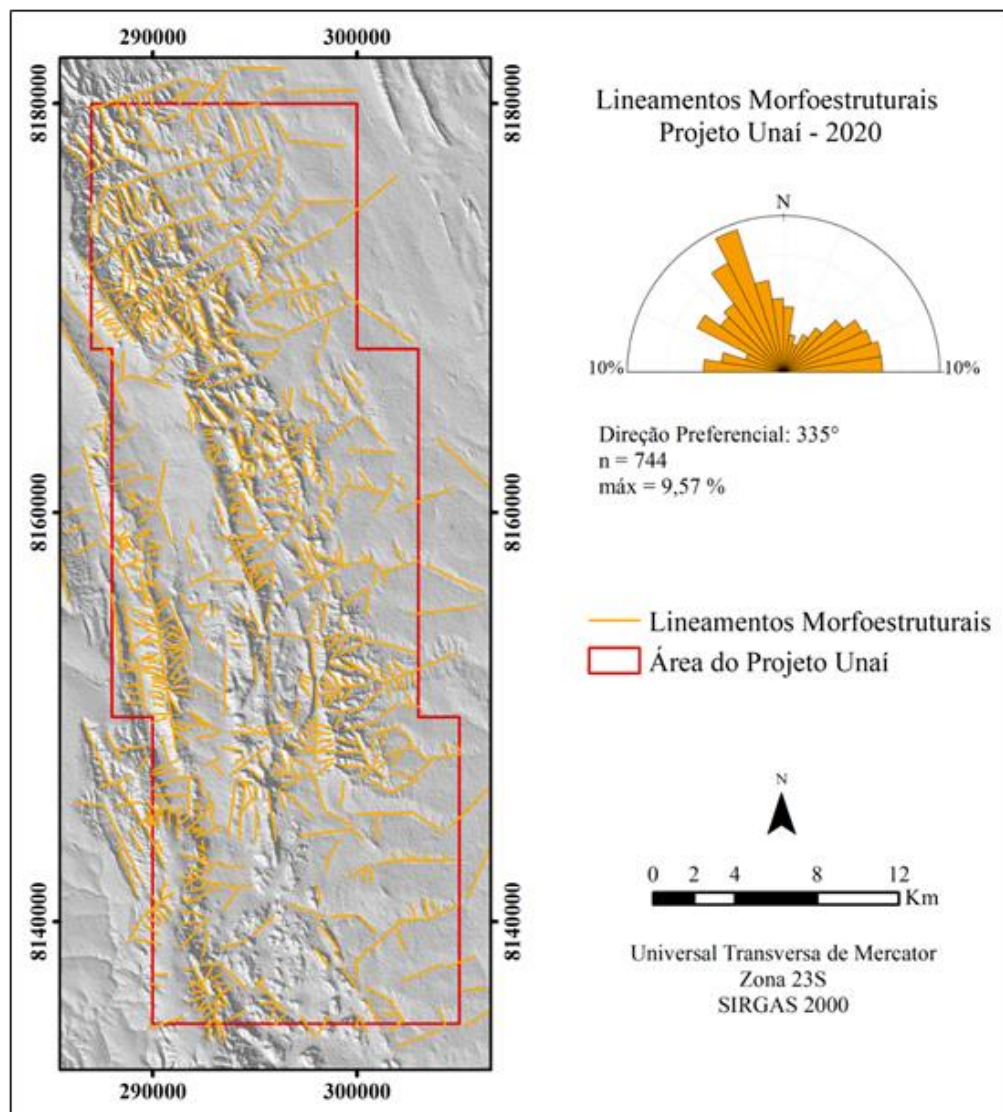 290000
300000
8180000
8180000
8160000
8160000
8140000
8140000
290000
300000
Lineamentos Morfoestruturais
Projeto Unaí - 2020
N
10%
10%
Direção Preferencial: 335°
n = 744
máx = 9,57 %
Lineamentos Morfoestruturais
Área do Projeto Unaí
N
0 2 4 8 12
Km
Universal Transversa de Mercator
Zona 23S
SIRGAS 2000